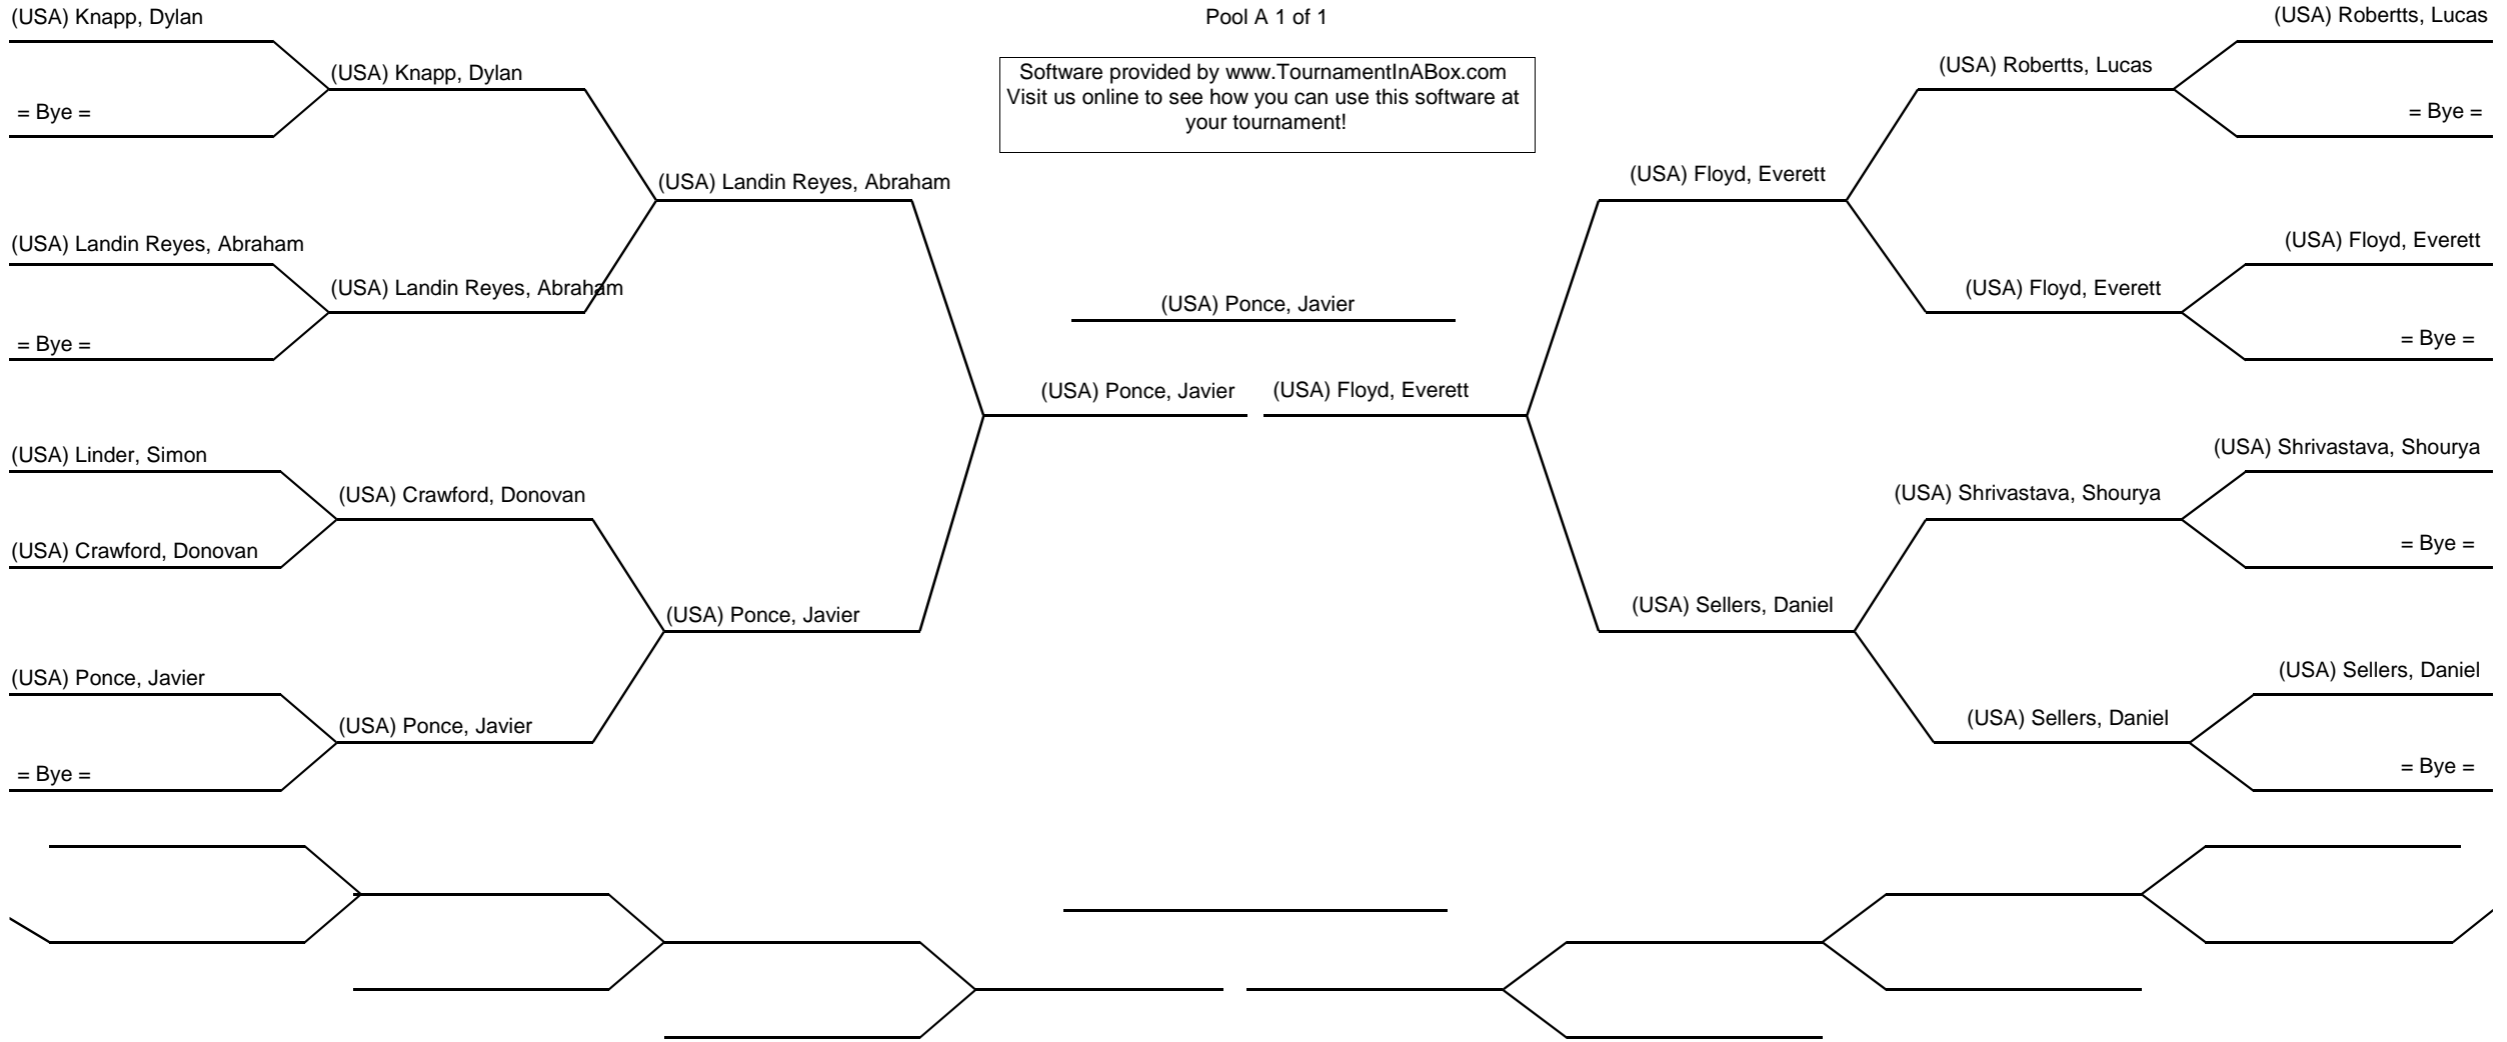 (USA) Knapp, Dylan
Pool A 1 of 1
(USA) Robertts, Lucas
(USA) Knapp, Dylan
Software provided by www.TournamentInABox.com
Visit us online to see how you can use this software at
your tournament!
(USA) Robertts, Lucas
= Bye =
= Bye =
(USA) Landin Reyes, Abraham
(USA) Floyd, Everett
(USA) Landin Reyes, Abraham
(USA) Floyd, Everett
(USA) Landin Reyes, Abraham
(USA) Ponce, Javier
(USA) Floyd, Everett
= Bye =
= Bye =
(USA) Ponce, Javier
(USA) Floyd, Everett
(USA) Linder, Simon
(USA) Shrivastava, Shourya
(USA) Crawford, Donovan
(USA) Shrivastava, Shourya
(USA) Crawford, Donovan
= Bye =
(USA) Ponce, Javier
(USA) Sellers, Daniel
(USA) Ponce, Javier
(USA) Sellers, Daniel
(USA) Ponce, Javier
(USA) Sellers, Daniel
= Bye =
= Bye =